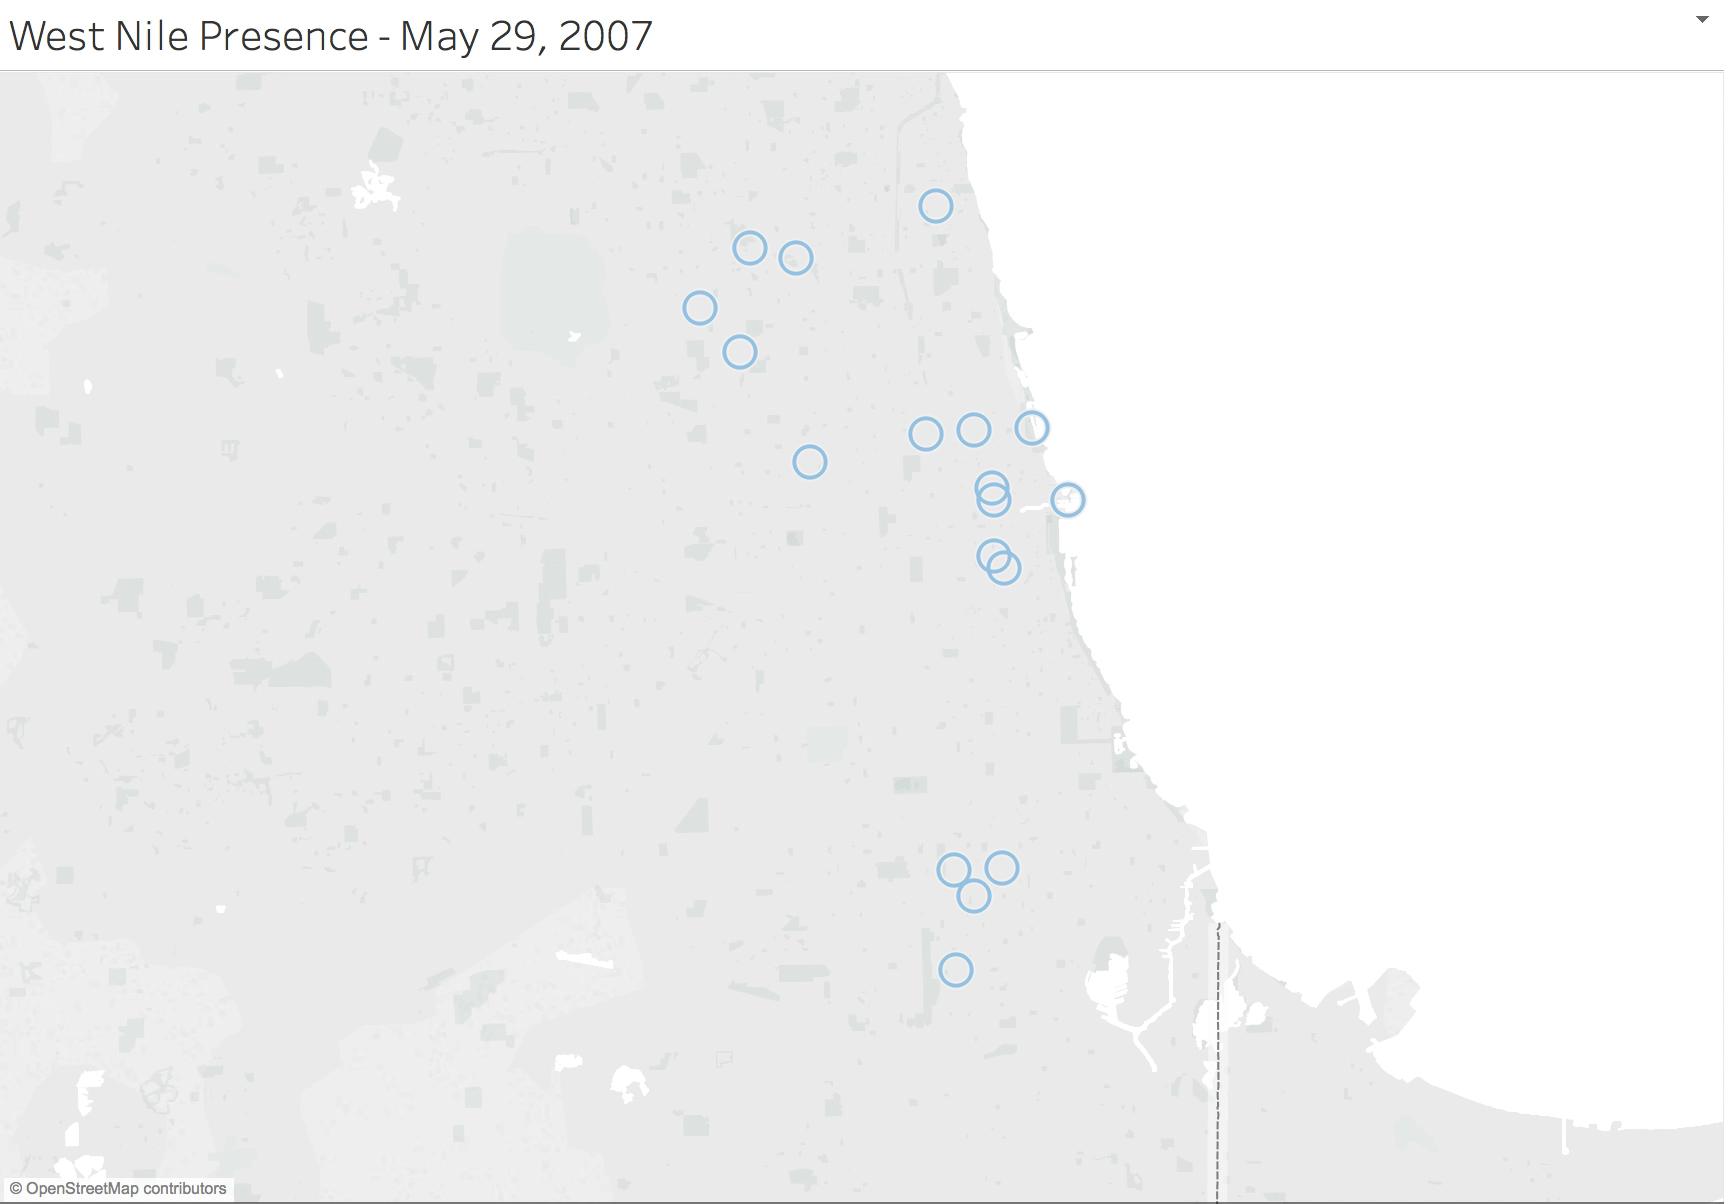 West Nile Presence - May 29, 2007
© OpenStreetMap contributors